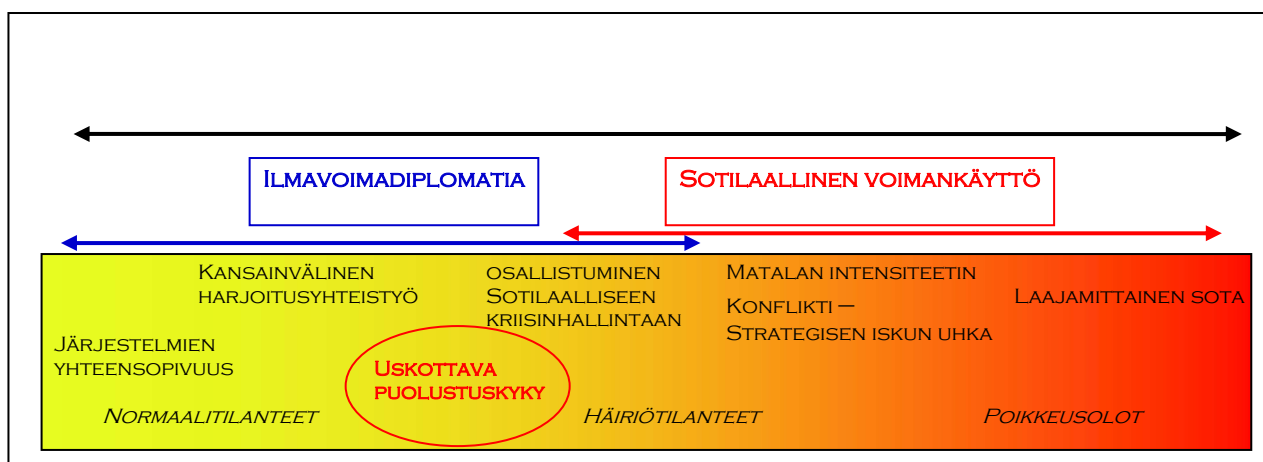 ILMAVOIMADIPLOMATIA
SOTILAALLINEN VOIMANKÄYTTÖ
KANSAINVÄLINEN
HARJOITUSYHTEISTYÖ
OSALLISTUMINEN
SOTILAALLISEEN
KRIISINHALLINTAAN
MATALAN INTENSITEETIN
KONFLIKTI –
STRATEGISEN ISKUN UHKA
LAAJAMITTAINEN SOTA
JÄRJESTELMIEN
YHTEENSOPIVUUS
USKOTTAVA
PUOLUSTUSKYKY
NORMAALITILANTEET
HÄIRIÖTILANTEET
POIKKEUSOLOT